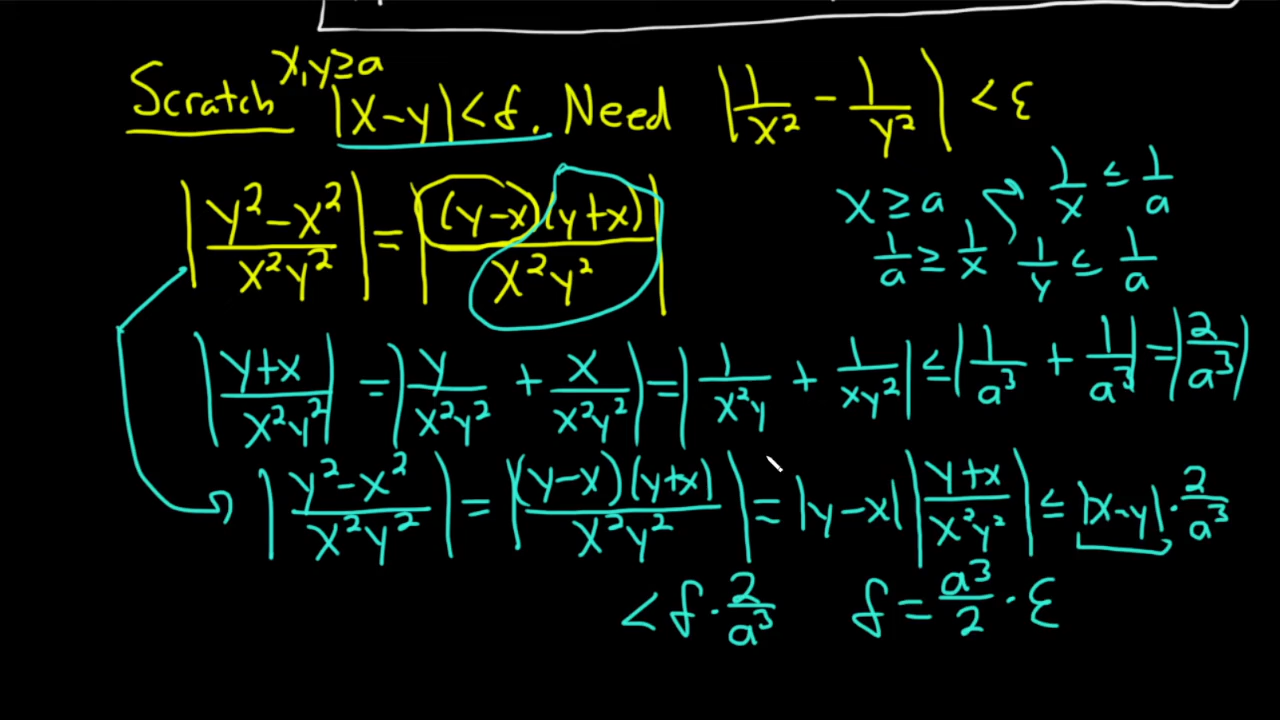 Scratch x,y≥a |x-y|<δ. Need |1/x² - 1/y²| < ε
|(y²-x²)/(x²y²)| = |(y-x)(y+x)/(x²y²)|
x ≥ a 1/x ≤ 1/a
1/a ≥ 1/x 1/y ≤ 1/a
|(y+x)/(x²y²)| = |y/(x²y²) + x/(x²y²)| = |1/(x²y) + 1/(xy²)| ≤ |1/a³ + 1/a³| = |2/a³|
|(y²-x²)/(x²y²)| = |(y-x)(y+x)/(x²y²)| = |y-x| |(y+x)/(x²y²)| ≤ |x-y| · 2/a³
< δ · 2/a³ δ = a³/2 · ε